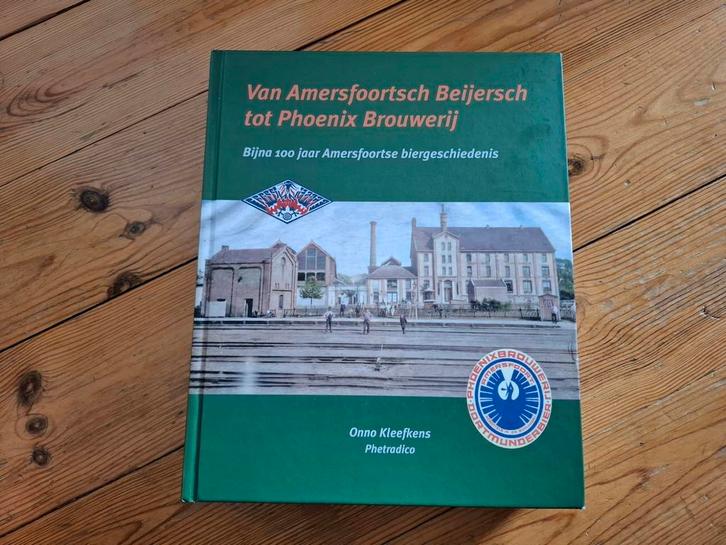 Van Amersfoortsch Beijersch
tot Phoenix Brouwerij
Bijna 100 jaar Amersfoortse biergeschiedenis
PHOENIXBROUWERIJ
AMERSFOORT
DORTMUNDERBIER
Onno Kleefkens
Phetradico